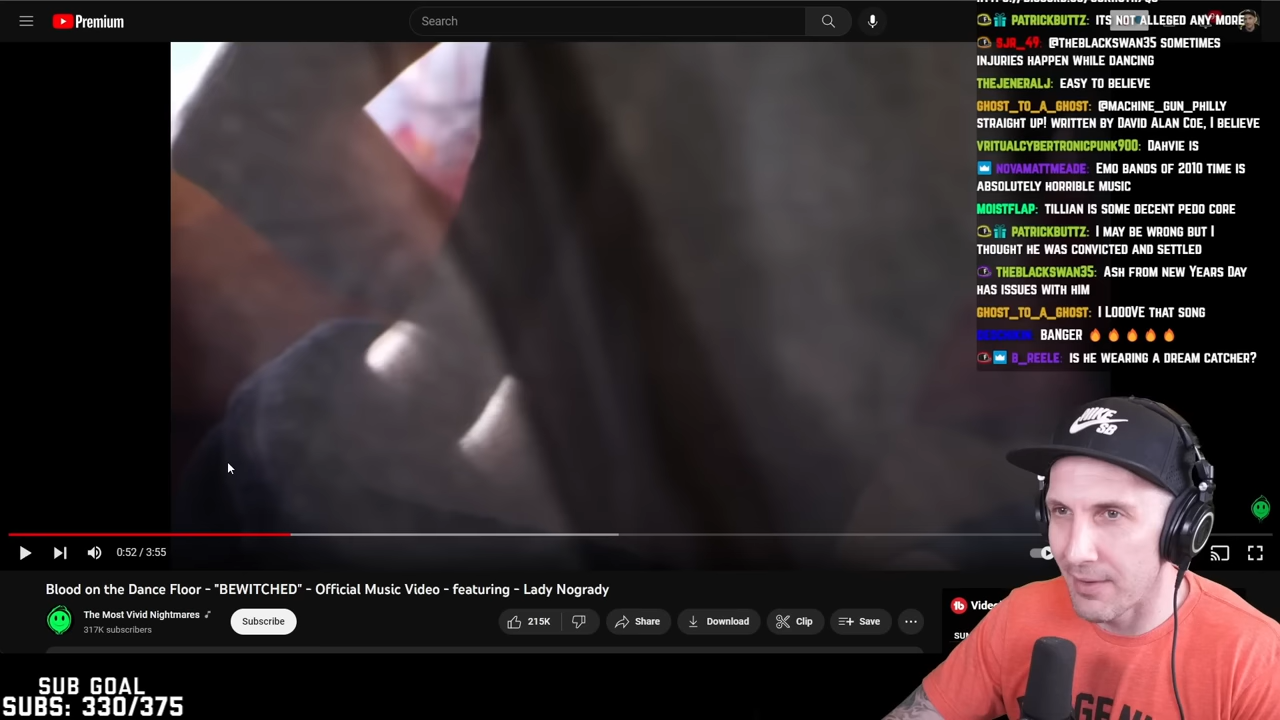 Premium
Search
PATRICKBUTTZ: ITS NOT ALLEGED ANY MORE
SJR_49: @THEBLACKSWAN35 SOMETIMES
INJURIES HAPPEN WHILE DANCING
THEJENERALJ: EASY TO BELIEVE
GHOST_TO_A_GHOST: @MACHINE_GUN_PHILLY
STRAIGHT UP! WRITTEN BY DAVID ALAN COE, I BELIEVE
VRITUALCYBERTRONICPUNK900: DAHVIE IS
NOVAMATTMEADE: EMO BANDS OF 2010 TIME IS
ABSOLUTELY HORRIBLE MUSIC
MOISTFLAP: TILLIAN IS SOME DECENT PEDO CORE
PATRICKBUTTZ: I MAY BE WRONG BUT I
THOUGHT HE WAS CONVICTED AND SETTLED
THEBLACKSWAN35: ASH FROM NEW YEARS DAY
HAS ISSUES WITH HIM
GHOST_TO_A_GHOST: I LOOOVE THAT SONG
BANGER 🔥🔥🔥🔥🔥
B_REELE: IS HE WEARING A DREAM CATCHER?
NIKE
SB
0:52 / 3:55
Blood on the Dance Floor - "BEWITCHED" - Official Music Video - featuring - Lady Nogrady
The Most Vivid Nightmares
317K subscribers
Subscribe
215K
Share
Download
Clip
Save
Video
SUB GOAL
SUBS: 330/375